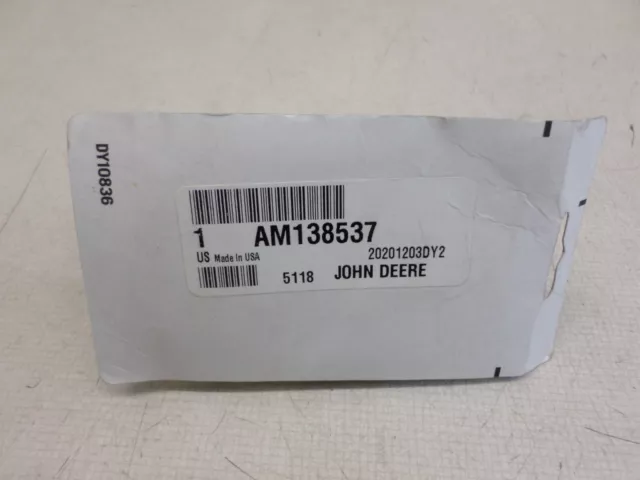 DY10836
1 AM138537
US Made In USA 20201203DY2
5118 JOHN DEERE